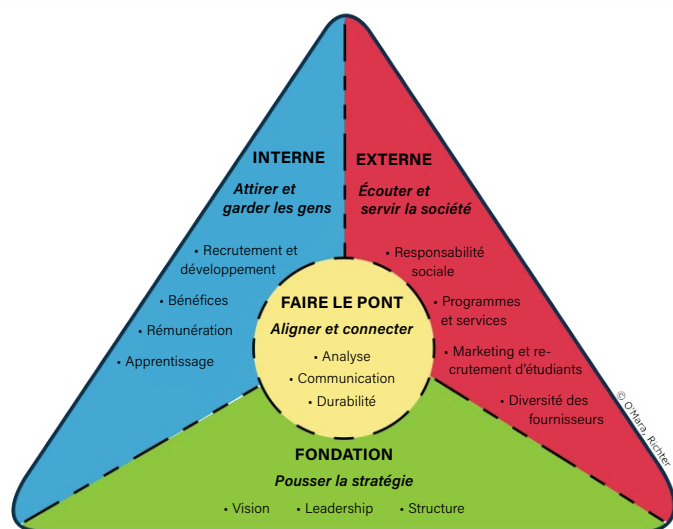 INTERNE
Attirer et
garder les gens
• Recrutement et
développement
• Bénéfices
• Rémunération
• Apprentissage
EXTERNE
Écouter et
servir la société
• Responsabilité
sociale
• Programmes
et services
• Marketing et re-
crutement d'étudiants
• Diversité des
fournisseurs
FAIRE LE PONT
Aligner et connecter
• Analyse
• Communication
• Durabilité
FONDATION
Pousser la stratégie
• Vision • Leadership • Structure
© O'Mara, Richter